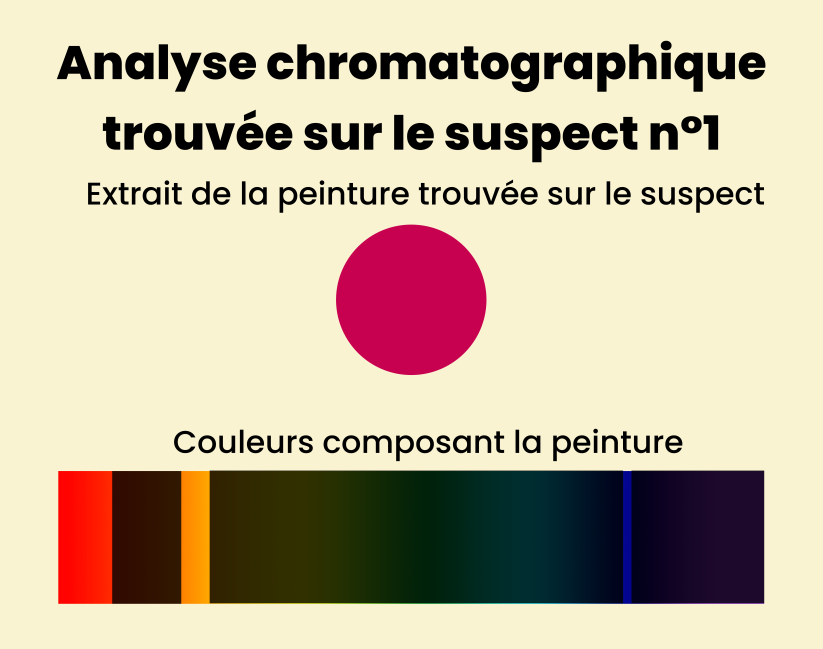 Analyse chromatographique
trouvée sur le suspect n°1
Extrait de la peinture trouvée sur le suspect
Couleurs composant la peinture